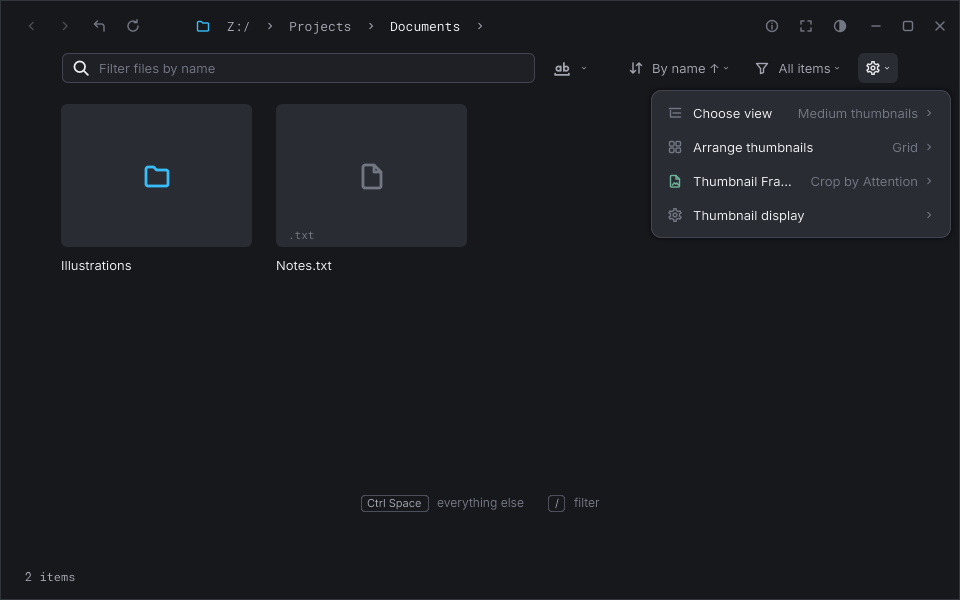 Z:/ Projects Documents
Filter files by name
ab
By name ↑
All items
Choose view Medium thumbnails
Arrange thumbnails Grid
Thumbnail Fra... Crop by Attention
Thumbnail display
.txt
Illustrations
Notes.txt
Ctrl Space everything else / filter
2 items